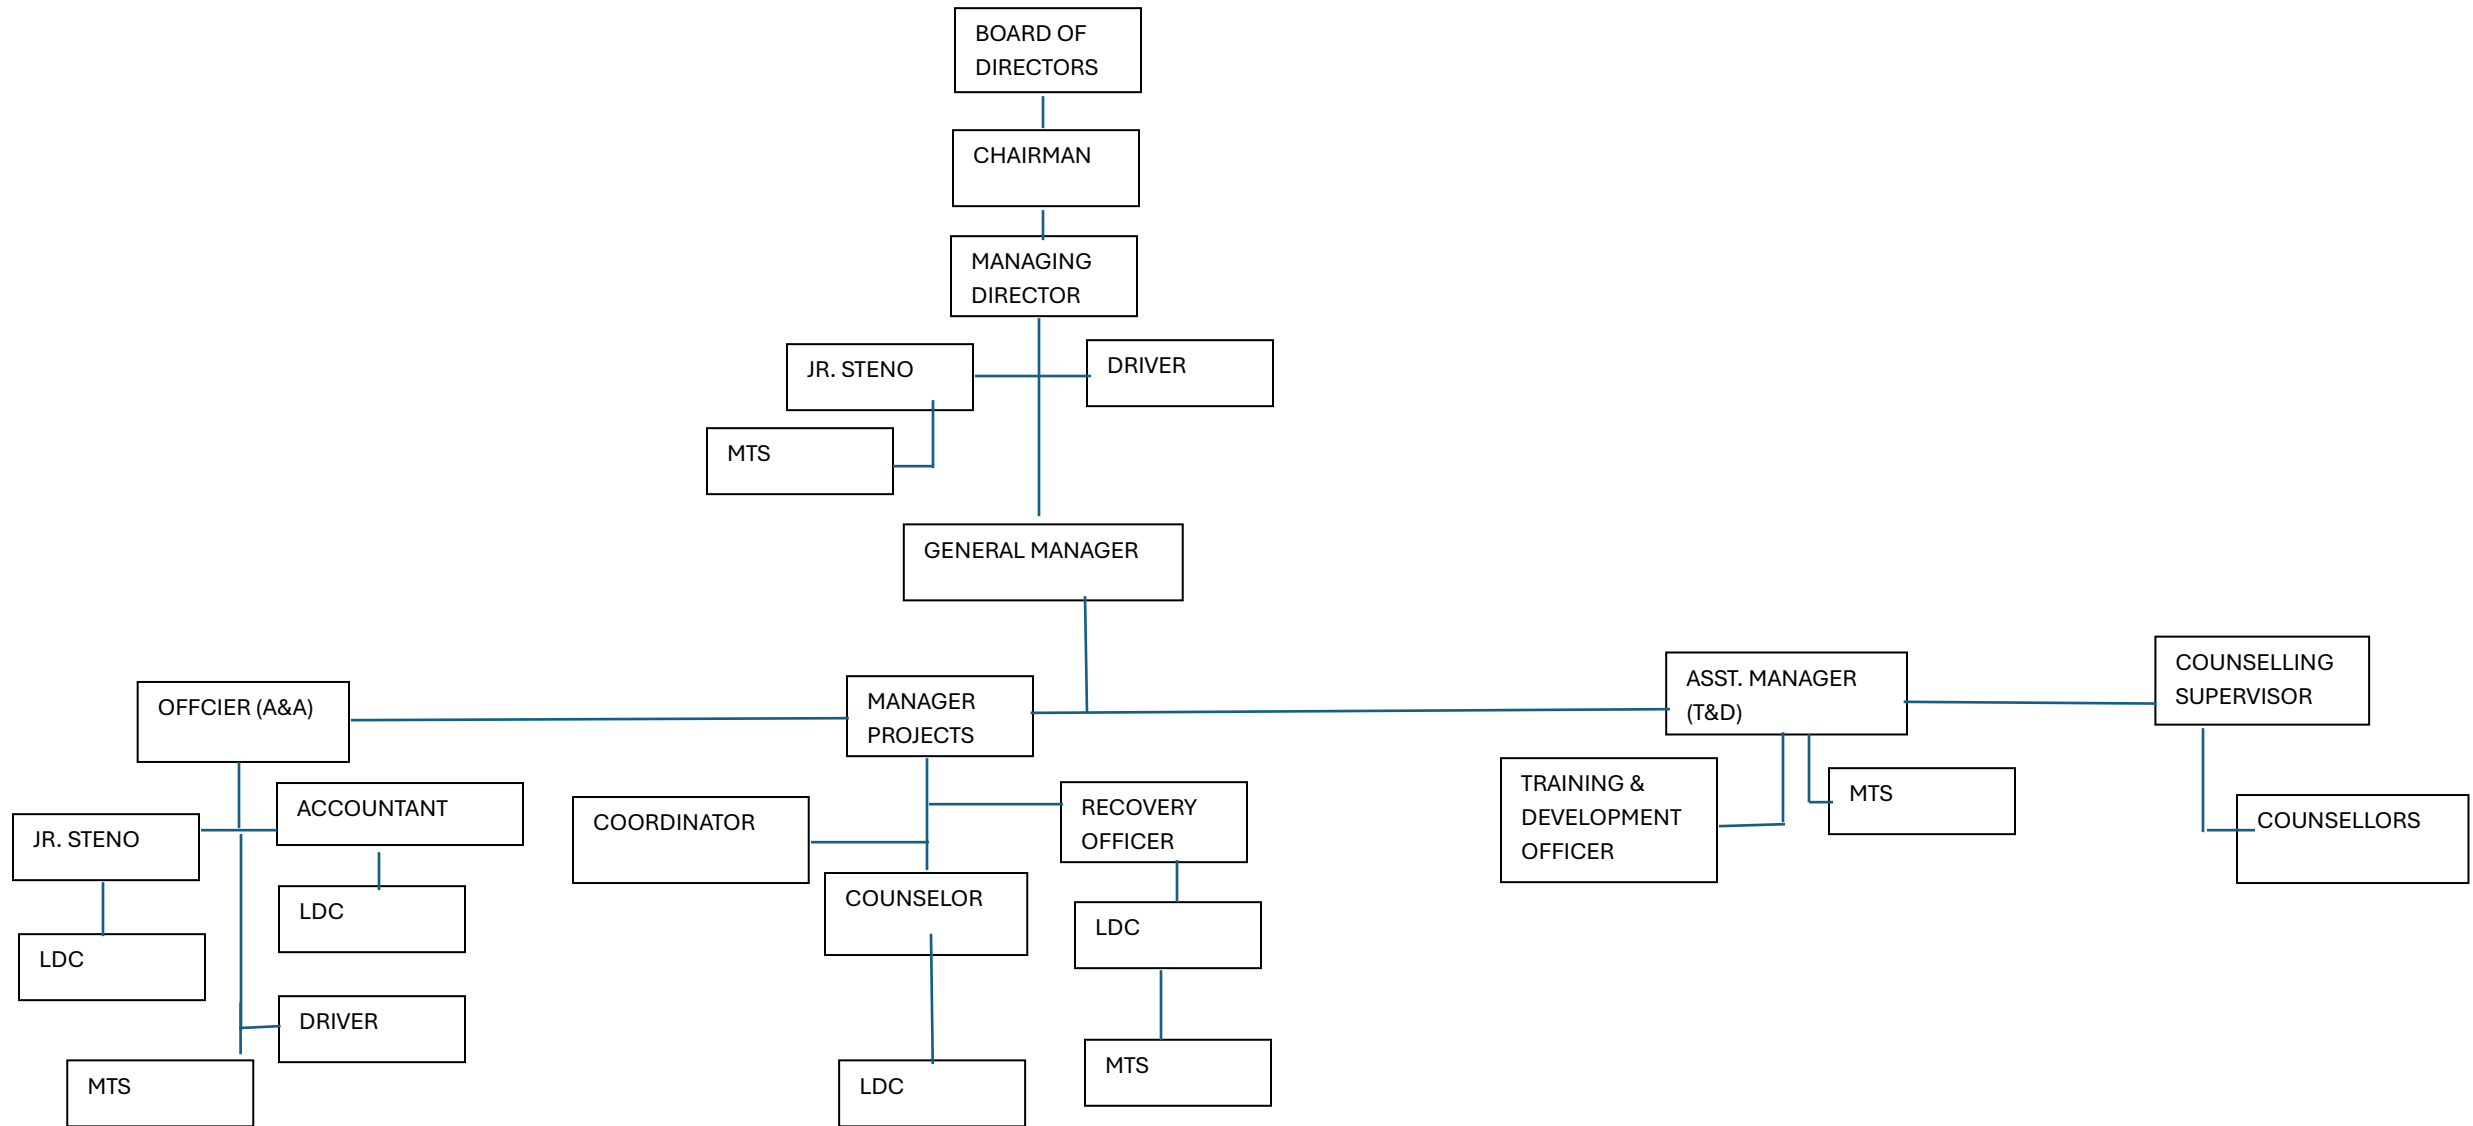 BOARD OF
DIRECTORS
CHAIRMAN
MANAGING
DIRECTOR
JR. STENO
DRIVER
MTS
GENERAL MANAGER
OFFCIER (A&A)
MANAGER
PROJECTS
ASST. MANAGER
(T&D)
COUNSELLING
SUPERVISOR
JR. STENO
ACCOUNTANT
LDC
LDC
DRIVER
MTS
COORDINATOR
COUNSELOR
LDC
RECOVERY
OFFICER
LDC
MTS
TRAINING &
DEVELOPMENT
OFFICER
MTS
COUNSELLORS